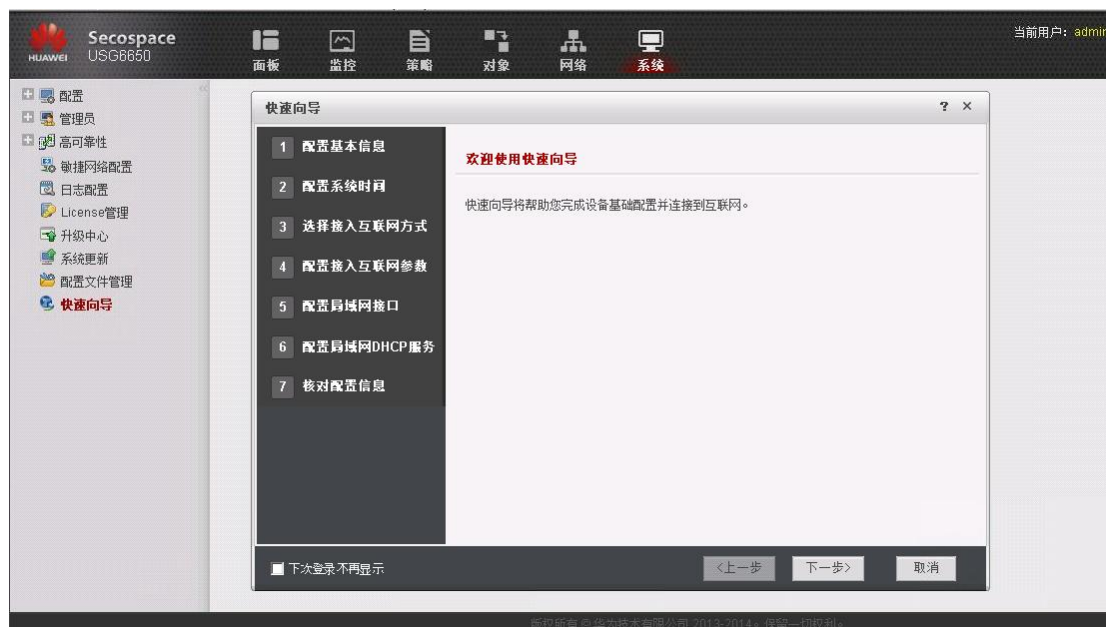 HUAWEI
Secospace
USG6650
面板
监控
策略
对象
网络
系统
当前用户：admin
配置
管理员
高可靠性
敏捷网络配置
日志配置
License管理
升级中心
系统更新
配置文件管理
快速向导
快速向导
? ×
1 配置基本信息
2 配置系统时间
3 选择接入互联网方式
4 配置接入互联网参数
5 配置局域网接口
6 配置局域网DHCP服务
7 核对配置信息
欢迎使用快速向导
快速向导将帮助您完成设备基础配置并连接到互联网。
下次登录不再显示
<上一步
下一步>
取消
版权所有 © 华为技术有限公司 2013-2014。保留一切权利。